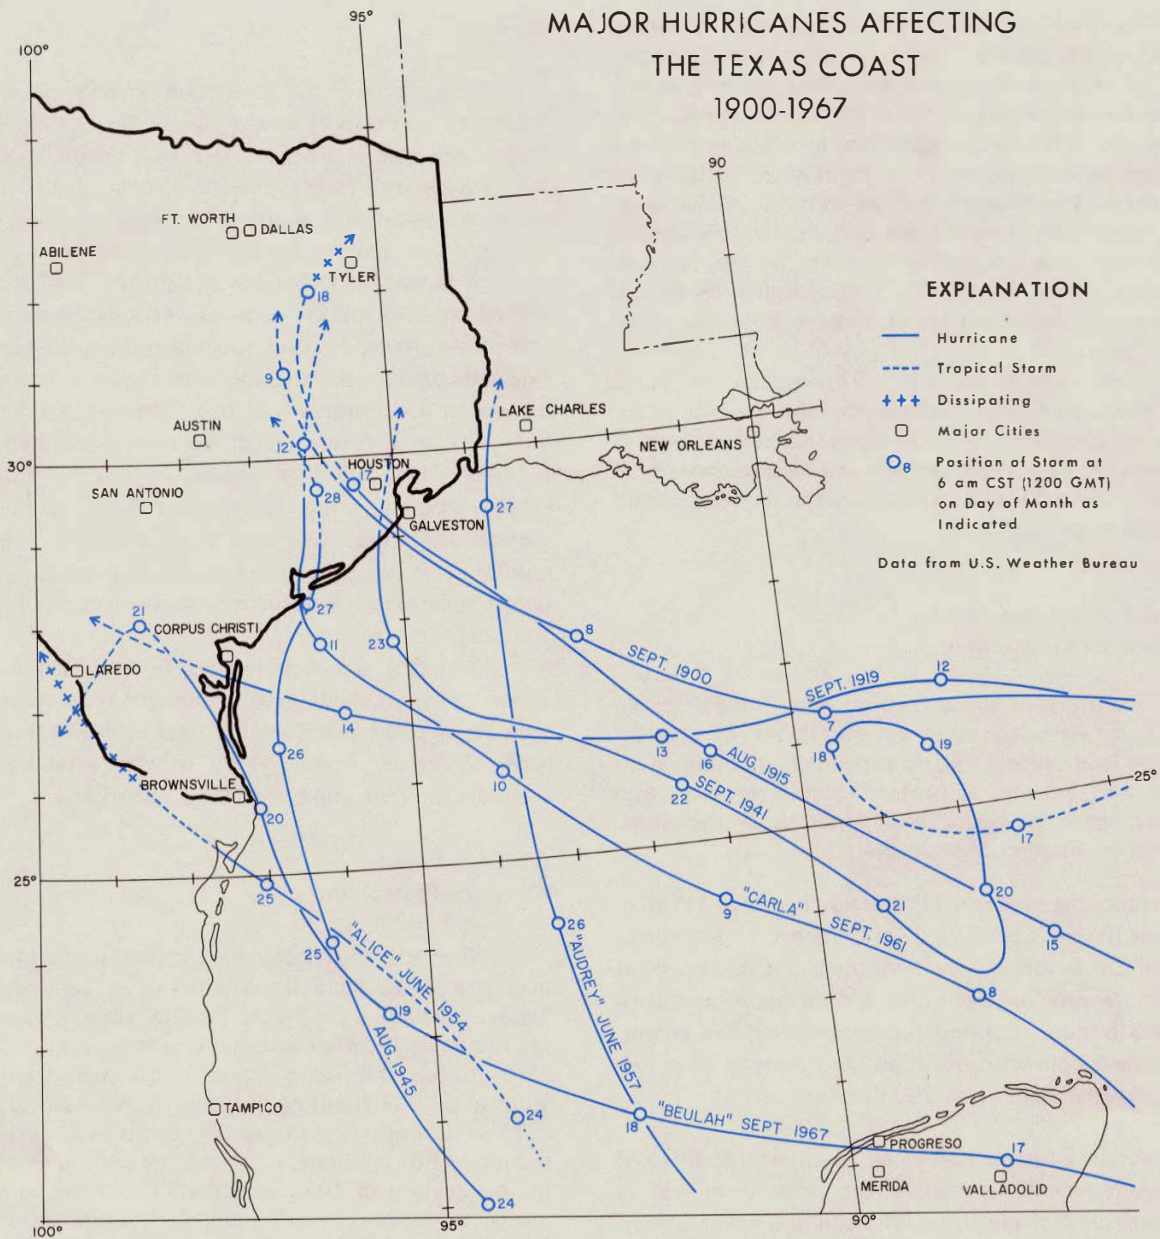 MAJOR HURRICANES AFFECTING
THE TEXAS COAST
1900-1967
95°
100°
90
FT. WORTH
DALLAS
ABILENE
TYLER
18
EXPLANATION
Hurricane
Tropical Storm
Dissipating
Major Cities
8
Position of Storm at
6 am CST (1200 GMT)
on Day of Month as
Indicated
Data from U.S. Weather Bureau
9
AUSTIN
LAKE CHARLES
NEW ORLEANS
12
HOUSTON
30°
17
SAN ANTONIO
28
27
GALVESTON
27
21
CORPUS CHRISTI
11
23
8
SEPT. 1900
LAREDO
SEPT. 1919
12
14
7
13
16
18
19
26
AUG. 1915
10
22
SEPT. 1941
25°
BROWNSVILLE
20
17
25°
25
20
9
"CARLA"
SEPT. 1961
21
15
26
25
"ALICE" JUNE 1954
"AUDREY" JUNE 1957
8
19
AUG. 1945
TAMPICO
24
18
"BEULAH" SEPT 1967
PROGRESO
17
MERIDA
VALLADOLID
24
100°
95°
90°